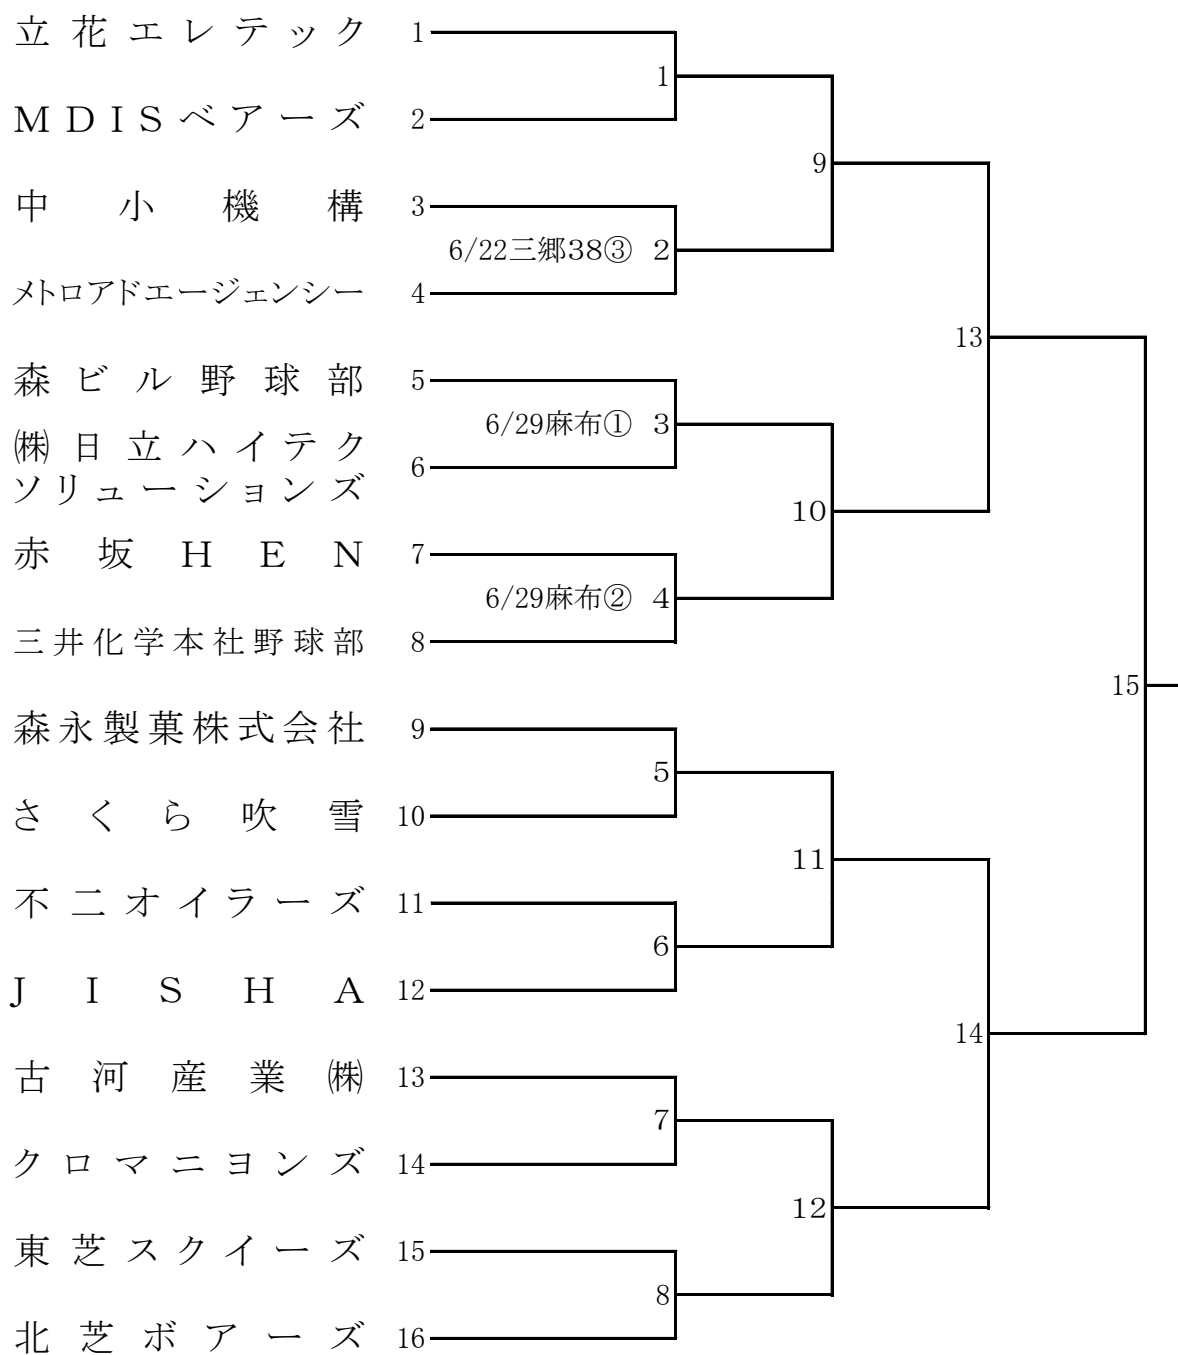 立花エレテック 1
1
MDISベアーズ 2
9
中小機構 3
6/22三郷38③ 2
メトロアドエージェンシー 4
13
森ビル野球部 5
6/29麻布① 3
㈱日立ハイテク
ソリューションズ 6
10
赤坂HEN 7
6/29麻布② 4
三井化学本社野球部 8
15
森永製菓株式会社 9
5
さくら吹雪 10
11
不二オイラーズ 11
6
JISHA 12
14
古河産業㈱ 13
7
クロマニヨンズ 14
12
東芝スクイーズ 15
8
北芝ボアーズ 16